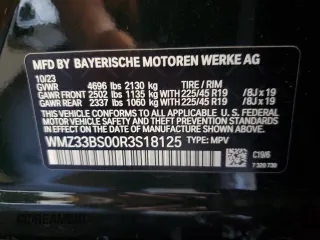 MFD BY BAYERISCHE MOTOREN WERKE AG
10/23
GVWR 4696 lbs 2130 kg TIRE / RIM
GAWR FRONT 2502 lbs 1135 kg 225/45 R19 /8J x 19
GAWR REAR 2337 lbs 1060 kg 225/45 R19 /8J x 19
THIS VEHICLE CONFORMS TO ALL APPLICABLE
FEDERAL MOTOR VEHICLE SAFETY, BUMPER, AND
THEFT PREVENTION STANDARDS IN EFFECT ON THE
DATE OF MANUFACTURE SHOWN ABOVE.
WMZ33BS00R3S18125 TYPE: MPV
C19/6